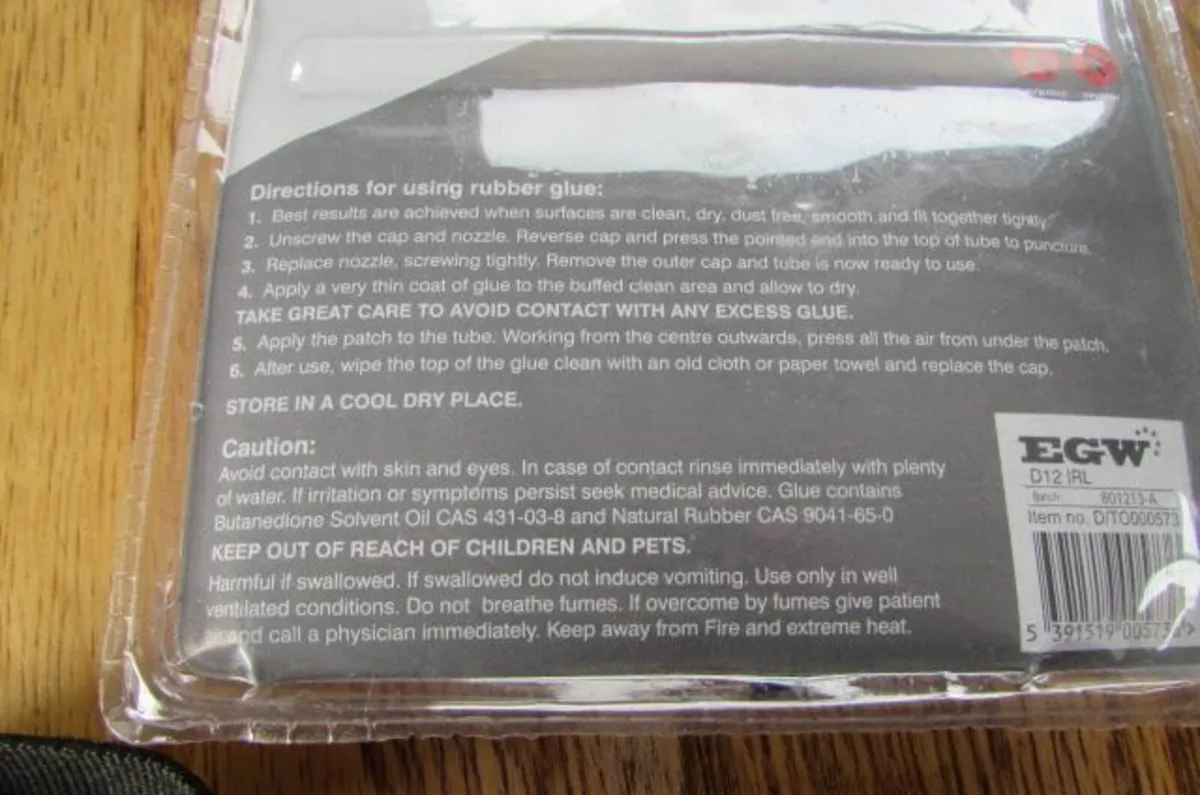 Directions for using rubber glue:
1. Best results are achieved when surfaces are clean, dry, dust free, smooth and fit together tightly.
2. Unscrew the cap and nozzle. Reverse cap and press the pointed end into the top of tube to puncture.
3. Replace nozzle, screwing tightly. Remove the outer cap and tube is now ready to use.
4. Apply a very thin coat of glue to the buffed clean area and allow to dry.
TAKE GREAT CARE TO AVOID CONTACT WITH ANY EXCESS GLUE.
5. Apply the patch to the tube. Working from the centre outwards, press all the air from under the patch.
6. After use, wipe the top of the glue clean with an old cloth or paper towel and replace the cap.
STORE IN A COOL DRY PLACE.
Caution:
Avoid contact with skin and eyes. In case of contact rinse immediately with plenty
of water. If irritation or symptoms persist seek medical advice. Glue contains
Butanedione Solvent Oil CAS 431-03-8 and Natural Rubber CAS 9041-65-0
KEEP OUT OF REACH OF CHILDREN AND PETS.
Harmful if swallowed. If swallowed do not induce vomiting. Use only in well
ventilated conditions. Do not breathe fumes. If overcome by fumes give patient
and call a physician immediately. Keep away from Fire and extreme heat.
EGW
D12 IRL
Batch 801213-A
Item no. D/TO000573
5 391519